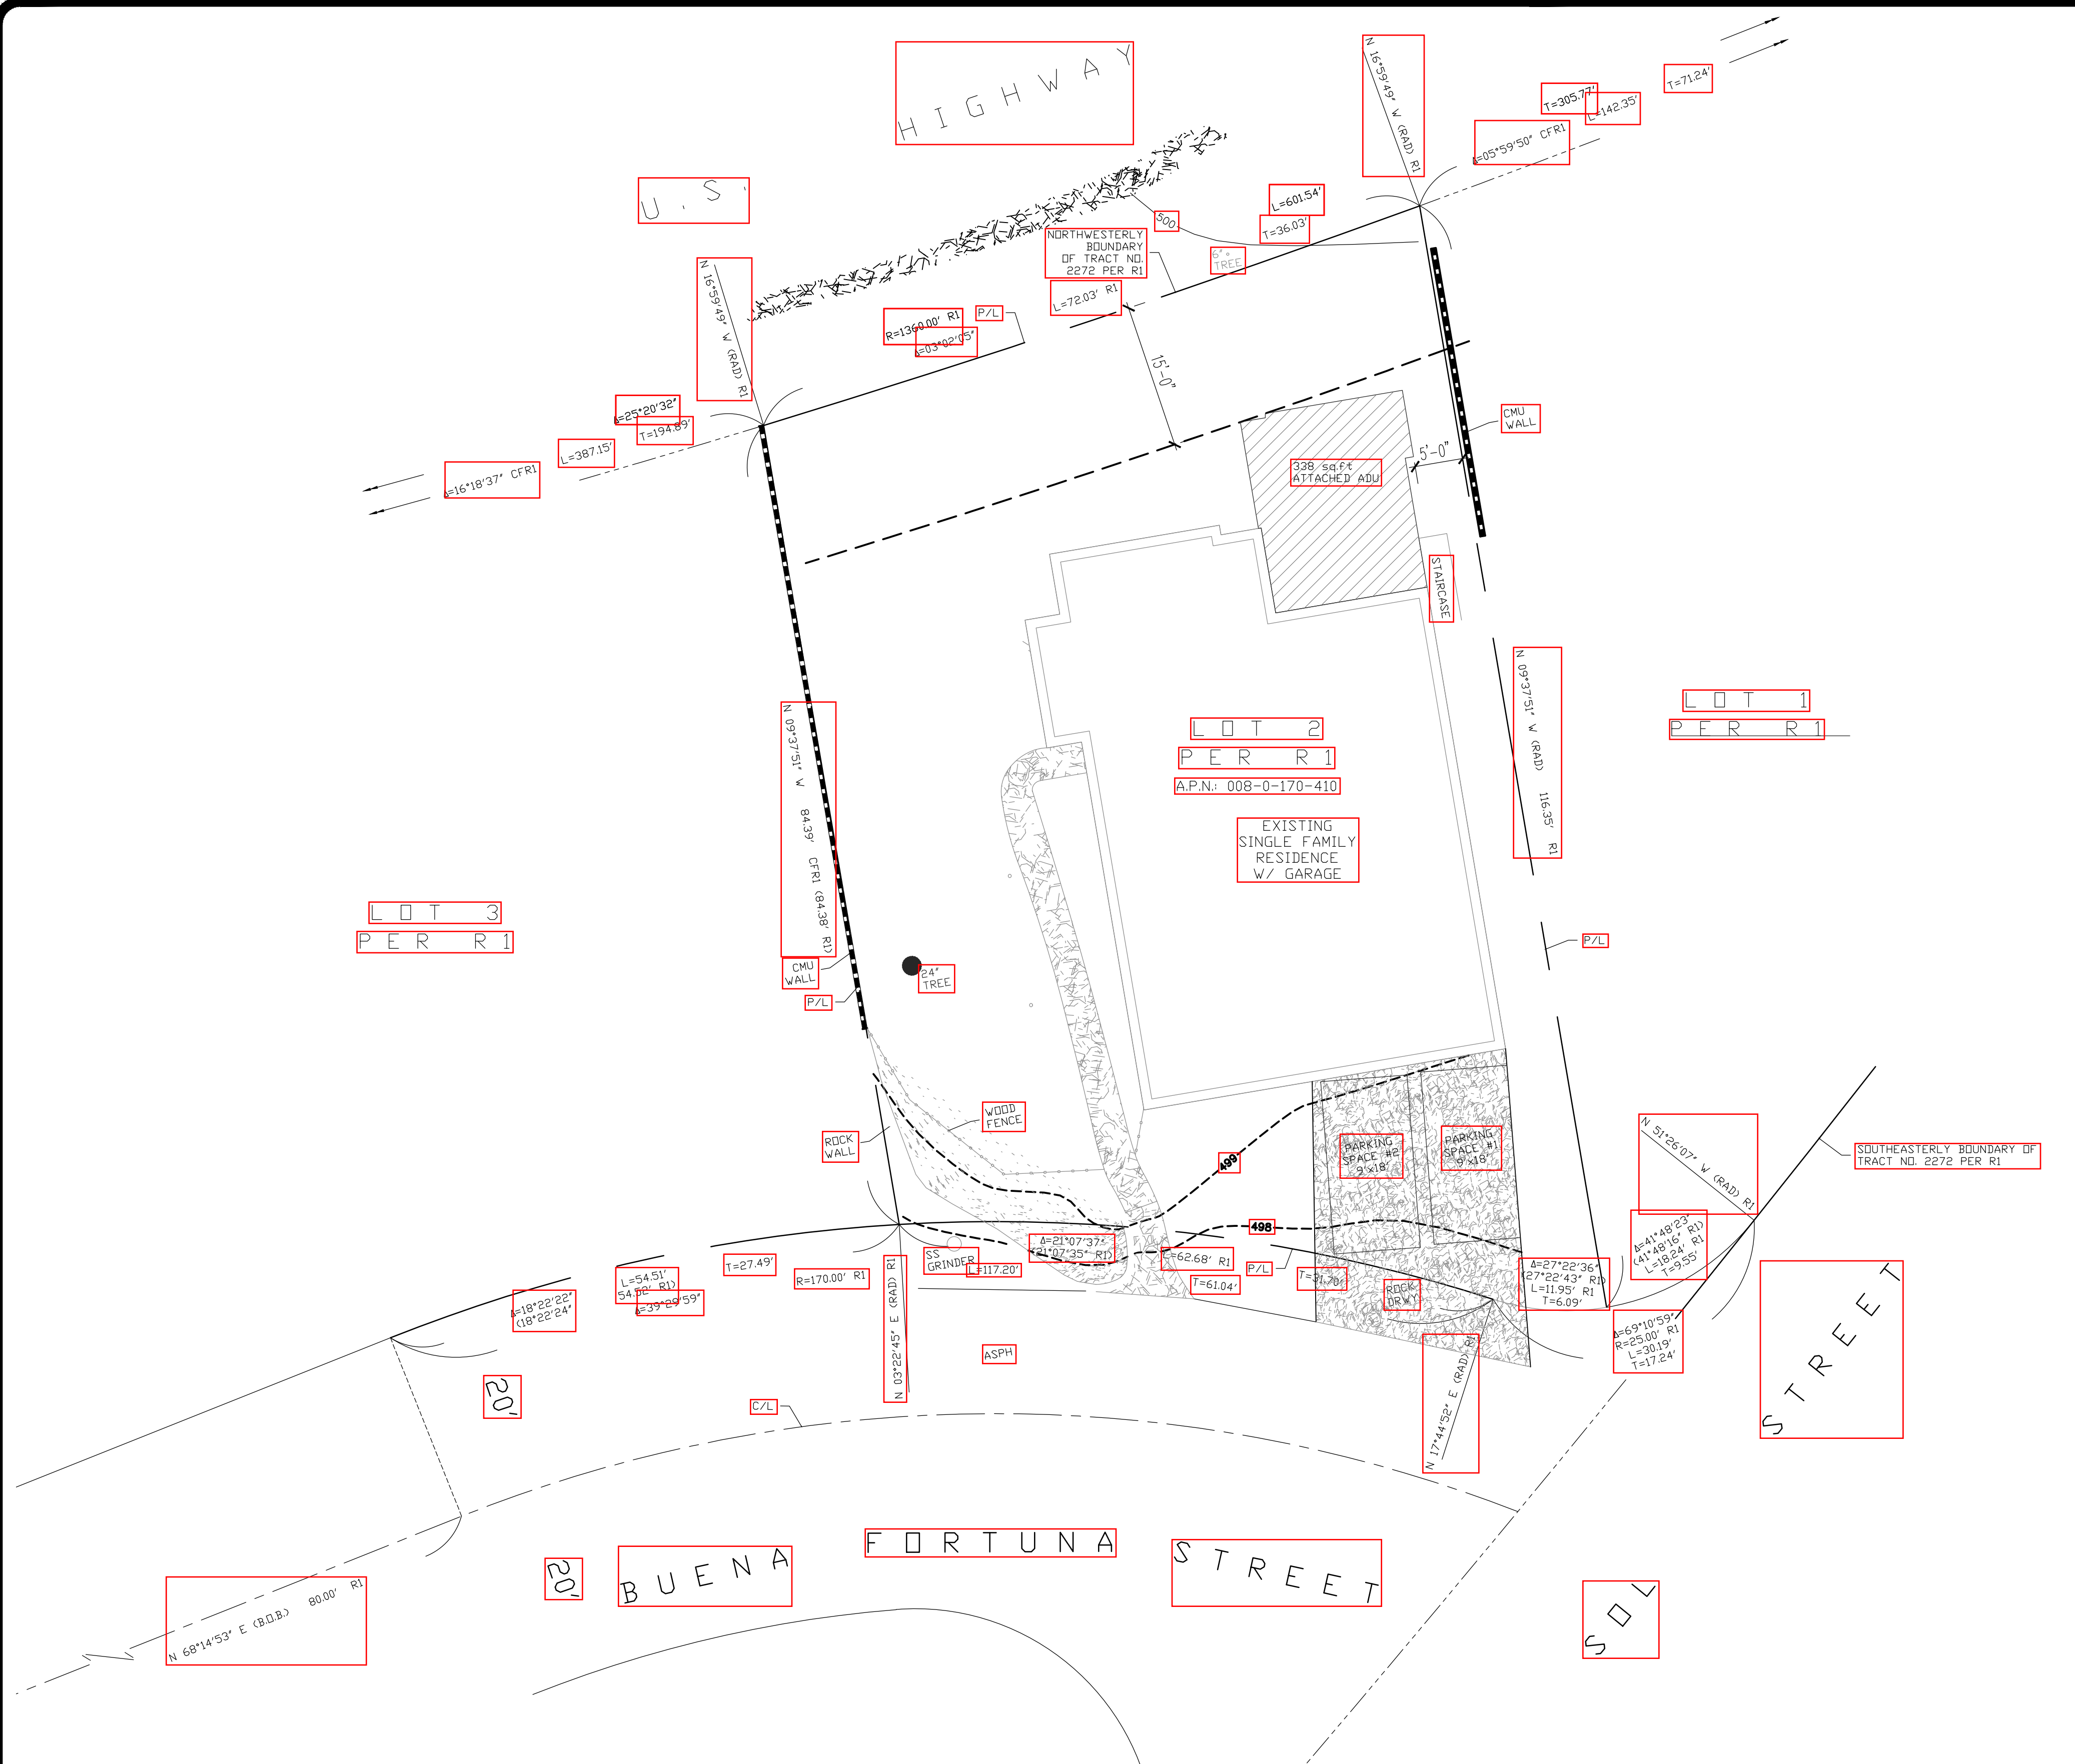 HIGHWAY
U.S.
N 16°59'49" W (RAD) R1
T=71.24'
T=305.77'
L=142.35'
Δ=05°59'50" CFR1
L=601.54'
T=36.03'
500
NORTHWESTERLY
BOUNDARY
OF TRACT NO.
2272 PER R1
6"
TREE
L=72.03' R1
N 16°59'49" W (RAD) R1
P/L
R=1360.00' R1
Δ=03°02'05"
15'-0"
Δ=25°20'32"
T=194.89'
L=387.15'
Δ=16°18'37" CFR1
CMU
WALL
5'-0"
338 sq.ft
ATTACHED ADU
STAIRCASE
N 09°37'51" W (RAD) 116.35' R1
LOT 1
PER R1
LOT 2
PER R1
A.P.N.: 008-0-170-410
EXISTING
SINGLE FAMILY
RESIDENCE
W/ GARAGE
N 09°37'51" W 84.39' CFR1 (84.38' R1)
LOT 3
PER R1
P/L
CMU
WALL
24"
TREE
P/L
WOOD
FENCE
ROCK
WALL
499
PARKING
SPACE #2
9'x18'
PARKING
SPACE #1
9'x18'
N 51°26'07" W (RAD) R1
SOUTHEASTERLY BOUNDARY OF
TRACT NO. 2272 PER R1
498
Δ=41°48'23"
(41°48'16" R1)
L=18.24' R1
T=9.55'
Δ=21°07'37"
(21°07'35" R1)
SS
GRINDER
L=117.20'
L=62.68' R1
T=61.04'
P/L
T=31.70'
ROCK
DRWY
Δ=27°22'36"
(27°22'43" R1)
L=11.95' R1
T=6.09'
T=27.49'
R=170.00' R1
L=54.51'
54.52' R1)
Δ=39°29'59"
Δ=18°22'22"
(18°22'24"
N 03°22'45" E (RAD) R1
Δ=69°10'59"
R=25.00' R1
L=30.19'
T=17.24'
ASPH
N 17°44'52" E (RAD) R1
STREET
20'
C/L
FORTUNA
BUENA
STREET
20'
SOL
N 68°14'53" E (B.O.B.) 80.00' R1